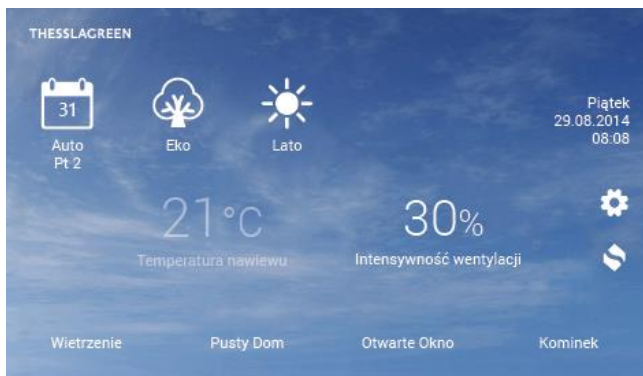 THESSLAGREEN
31
Auto
Pt 2
Eko
Lato
Piątek
29.08.2014
08:08
21°C
Temperatura nawiewu
30%
Intensywność wentylacji
Wietrzenie
Pusty Dom
Otwarte Okno
Kominek